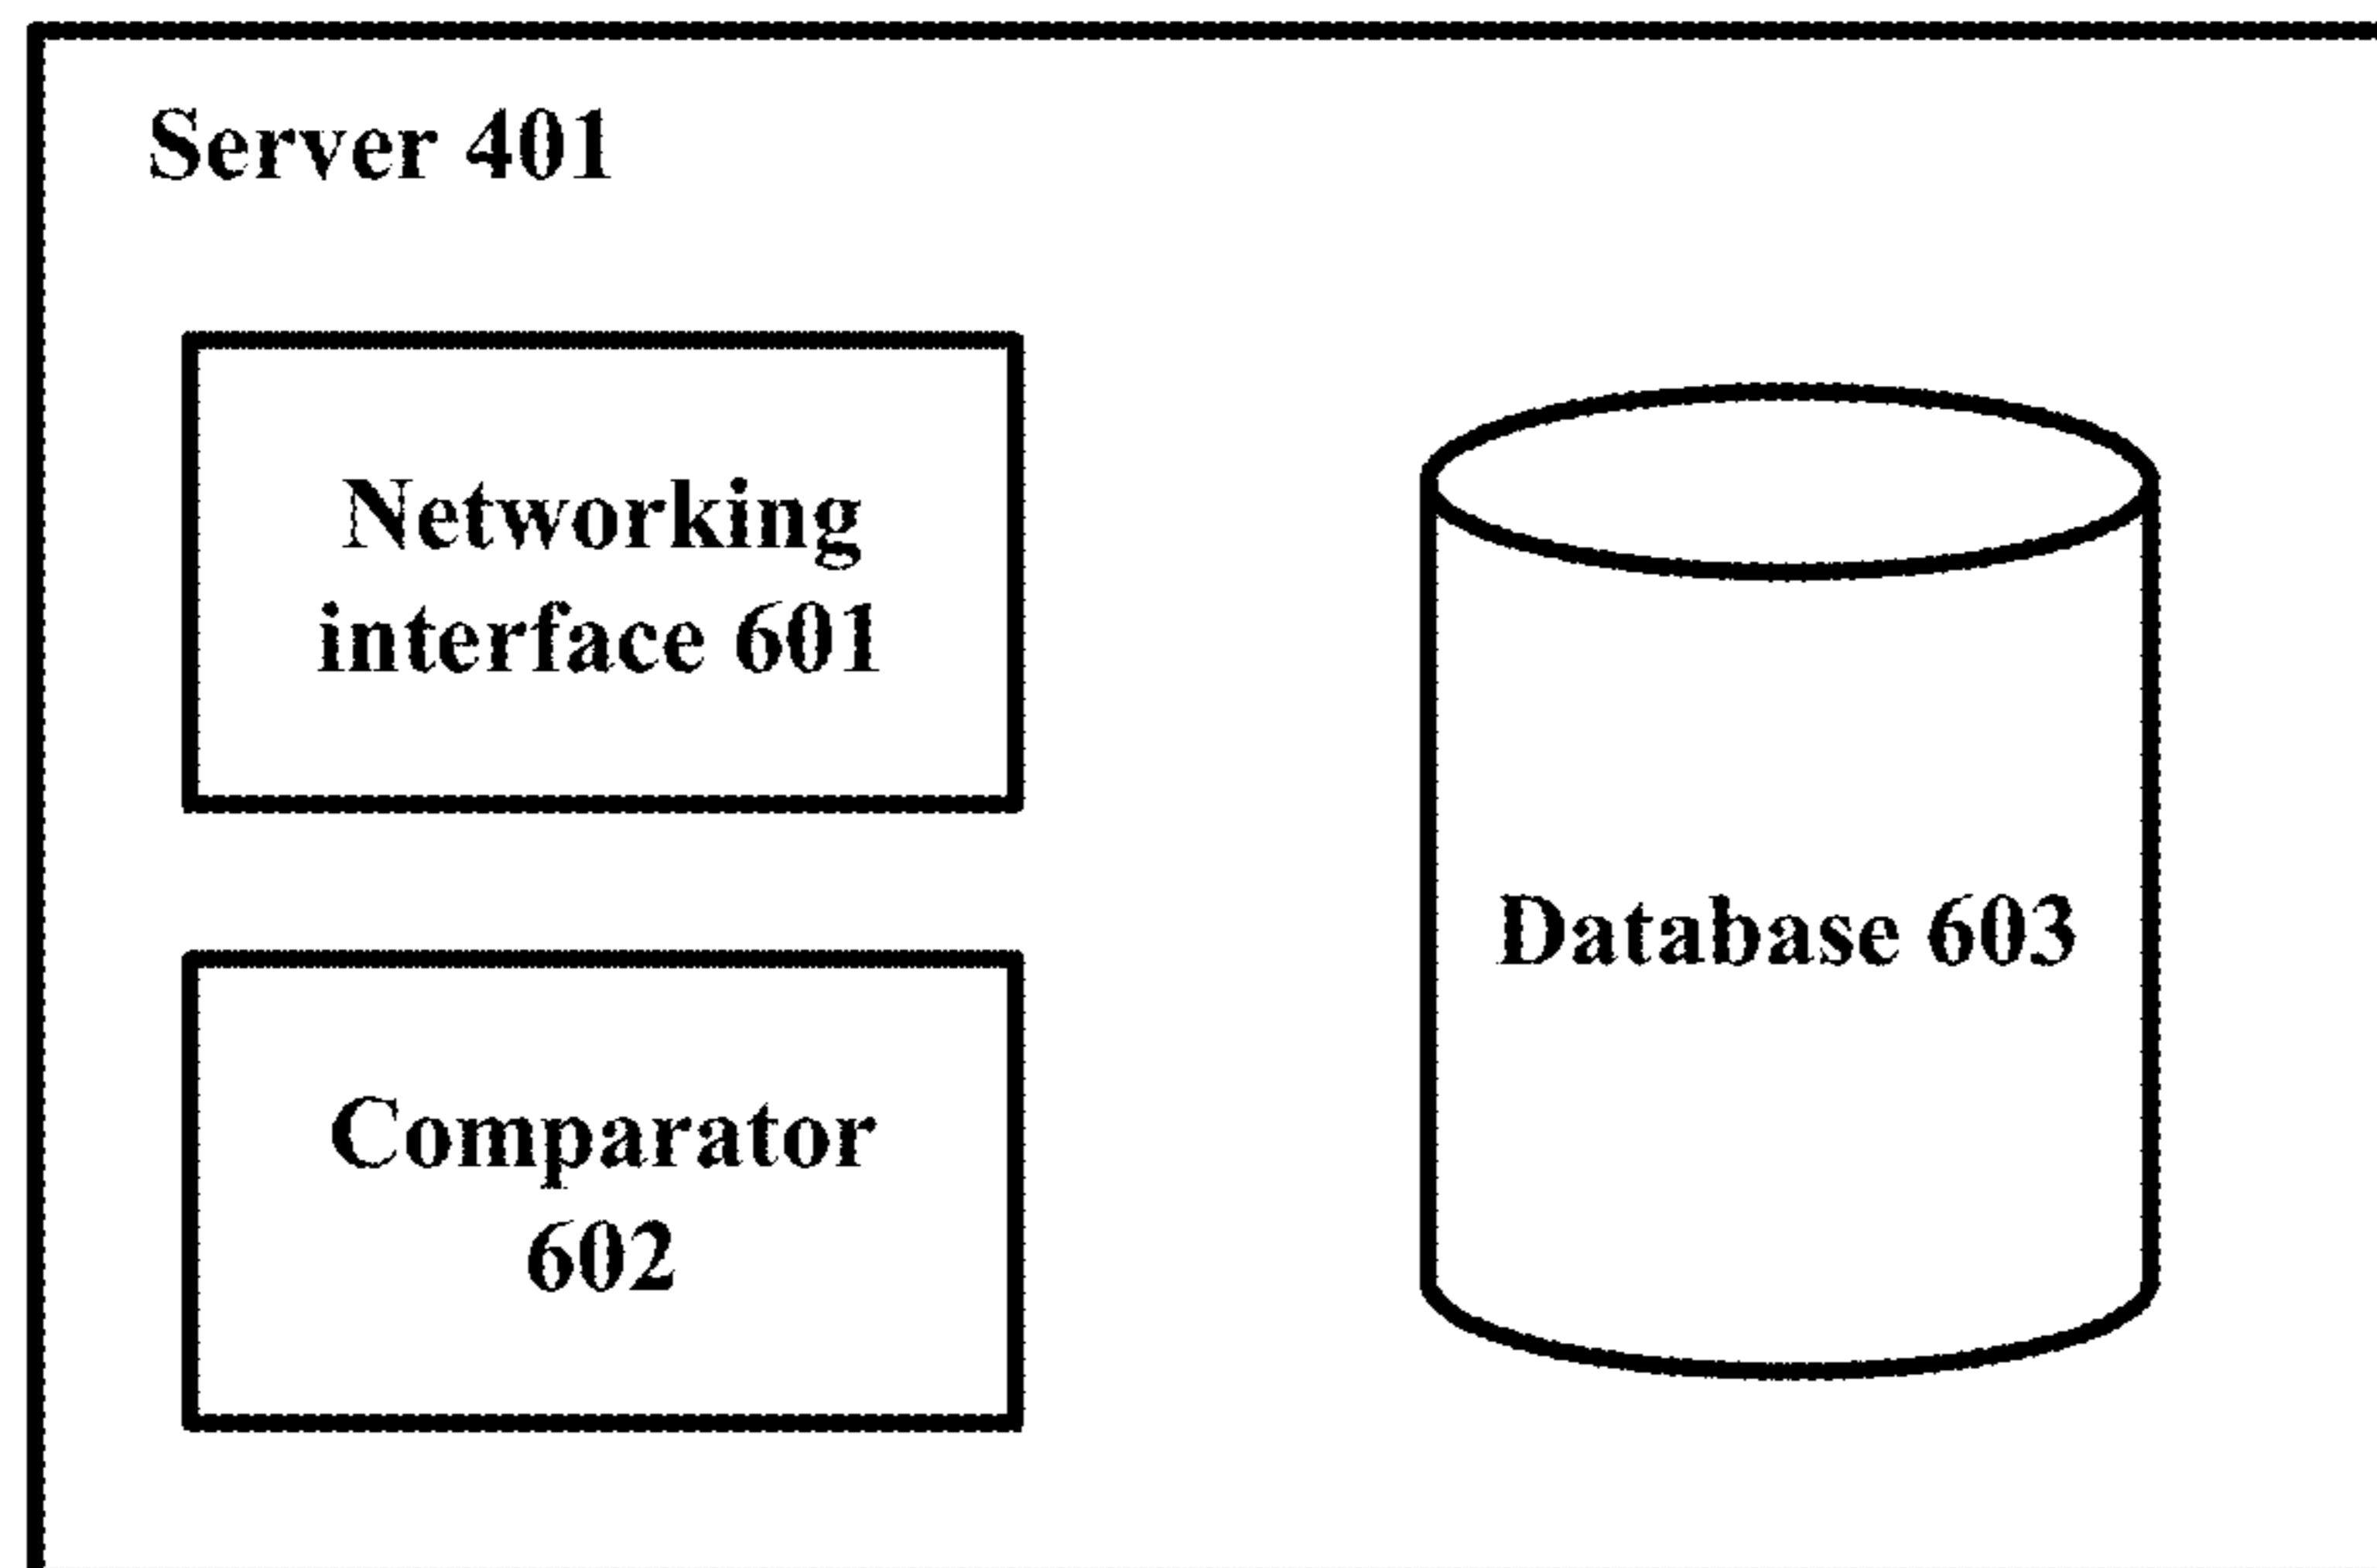 Server 401
Networking
interface 601
Database 603
Comparator
602